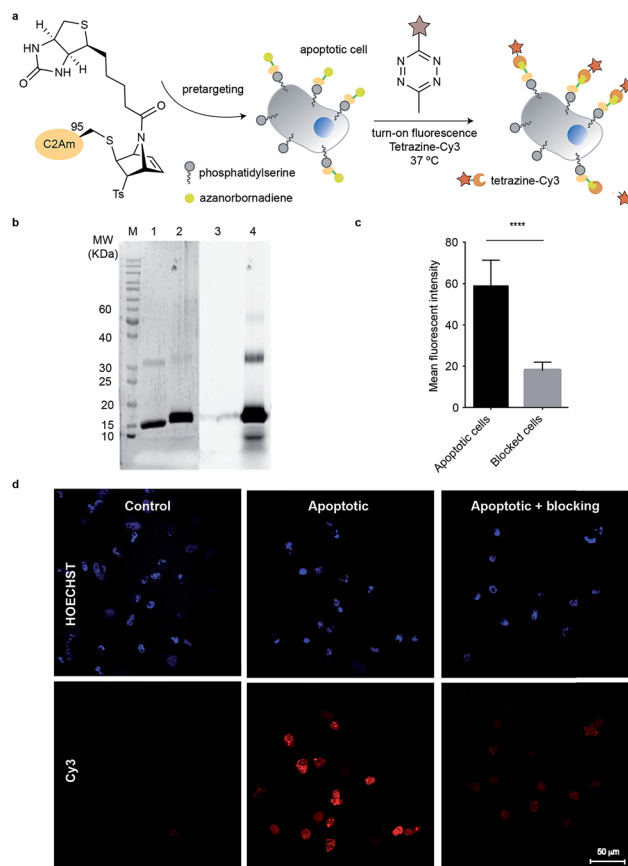 a
H
S
HN
O
N
H
H
O
N
95
S
C2Am
Ts
pretargeting
apoptotic cell
phosphatidylserine
azanorbornadiene
N
N
N
N
turn-on fluorescence
Tetrazine-Cy3
37 ºC
tetrazine-Cy3
b
MW
(KDa)
M 1 2 3 4
60
40
30
25
20
15
10
c
****
Mean fluorescent intensity
80
60
40
20
0
Apoptotic cells
Blocked cells
d
Control
Apoptotic
Apoptotic + blocking
HOECHST
Cy3
50 µm